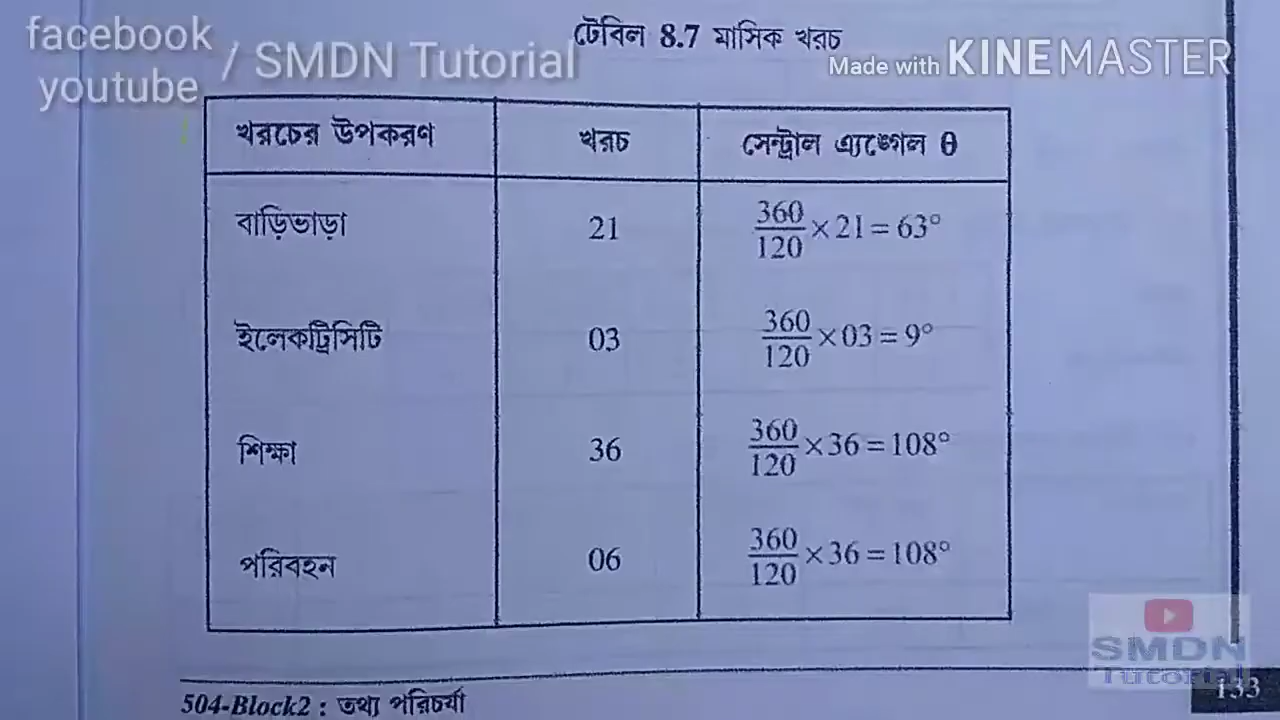 facebook
youtube / SMDN Tutorial
টেবিল 8.7 মাসিক খরচ
Made with KINEMASTER
খরচের উপকরণ খরচ সেন্ট্রাল এ্যাঙ্গেল θ
বাড়িভাড়া 21 360/120 × 21 = 63°
ইলেকট্রিসিটি 03 360/120 × 03 = 9°
শিক্ষা 36 360/120 × 36 = 108°
পরিবহন 06 360/120 × 36 = 108°
SMDN
Tutorial
504-Block2 : তথ্য পরিচর্যা 133